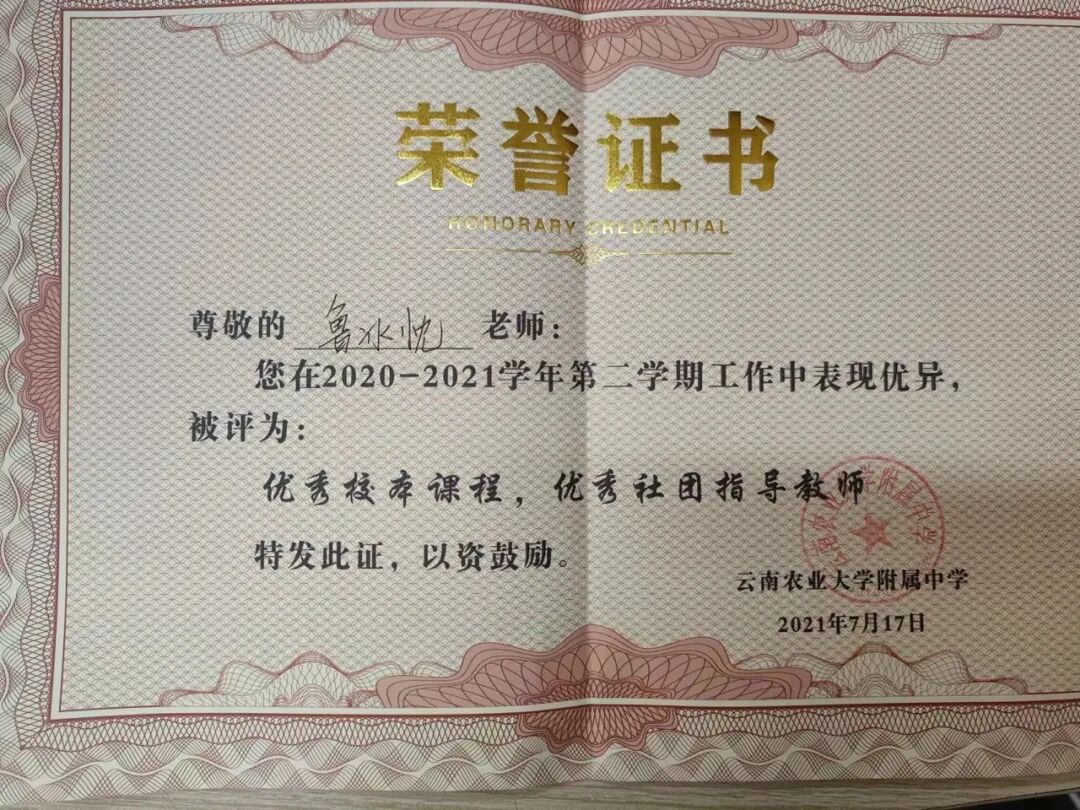 荣誉证书
HONORARY CREDENTIAL
尊敬的 鲁冰忱 老师：
您在2020-2021学年第二学期工作中表现优异，
被评为：
优秀校本课程，优秀社团指导教师
特发此证，以资鼓励。
云南农业大学附属中学
2021年7月17日